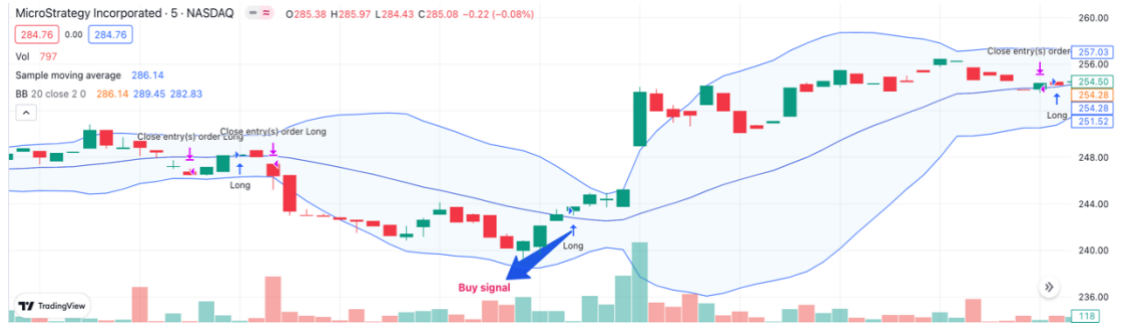 MicroStrategy Incorporated · 5 · NASDAQ O285.38 H285.97 L284.43 C285.08 −0.22 (−0.08%)
284.76 0.00 284.76
Vol 797
Sample moving average 286.14
BB 20 close 2 0 286.14 289.45 282.83
Close entry(s) order Long
Close entry(s) order Long
Long
Long
Buy signal
Close entry(s) order
Long
260.00
257.03
256.00
254.50
254.28
254.28
251.52
248.00
244.00
240.00
236.00
118
TradingView